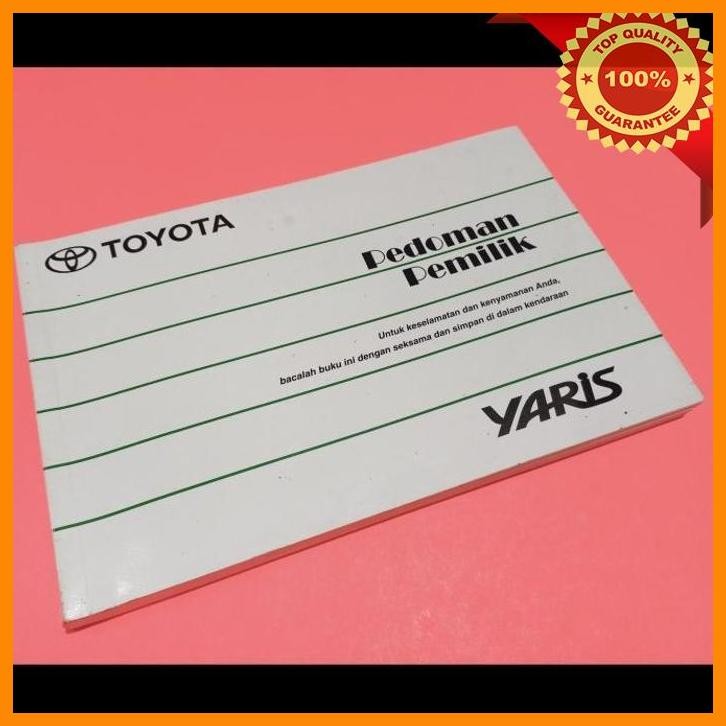 TOP QUALITY
100%
GUARANTEE
TOYOTA
Pedoman
Pemilik
Untuk keselamatan dan kenyamanan Anda,
bacalah buku ini dengan seksama dan simpan di dalam kendaraan
YARiS